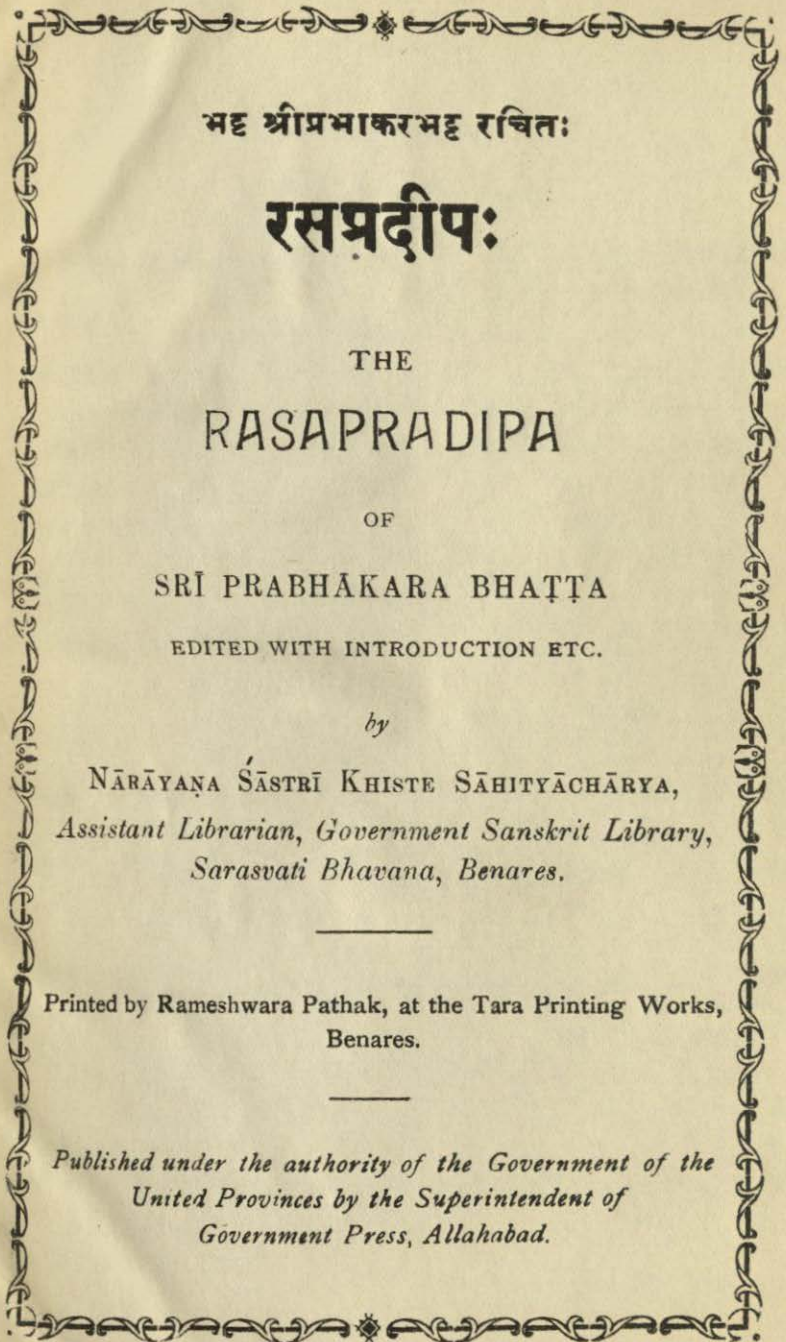 भट्ट श्रीप्रभाकरभट्ट रचितः
रसप्रदीपः
THE
RASAPRADIPA
OF
SRĪ PRABHĀKARA BHAṬṬA
EDITED WITH INTRODUCTION ETC.
by
NĀRĀYAṆA ŚĀSTRĪ KHISTE SĀHITYĀCHĀRYA,
Assistant Librarian, Government Sanskrit Library,
Sarasvati Bhavana, Benares.
Printed by Rameshwara Pathak, at the Tara Printing Works,
Benares.
Published under the authority of the Government of the
United Provinces by the Superintendent of
Government Press, Allahabad.